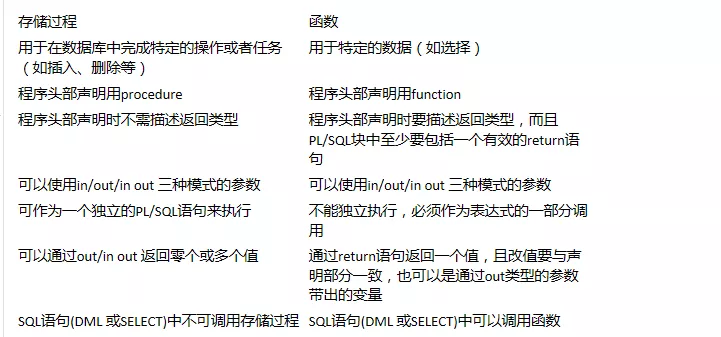 存储过程 函数
用于在数据库中完成特定的操作或者任务 用于特定的数据（如选择）
（如插入、删除等）
程序头部声明用procedure 程序头部声明用function
程序头部声明时不需描述返回类型 程序头部声明时要描述返回类型，而且
PL/SQL块中至少要包括一个有效的return语
句
可以使用in/out/in out 三种模式的参数 可以使用in/out/in out 三种模式的参数
可作为一个独立的PL/SQL语句来执行 不能独立执行，必须作为表达式的一部分调
用
可以通过out/in out 返回零个或多个值 通过return语句返回一个值，且改值要与声
明部分一致，也可以是通过out类型的参数
带出的变量
SQL语句(DML 或SELECT)中不可调用存储过程 SQL语句(DML 或SELECT)中可以调用函数